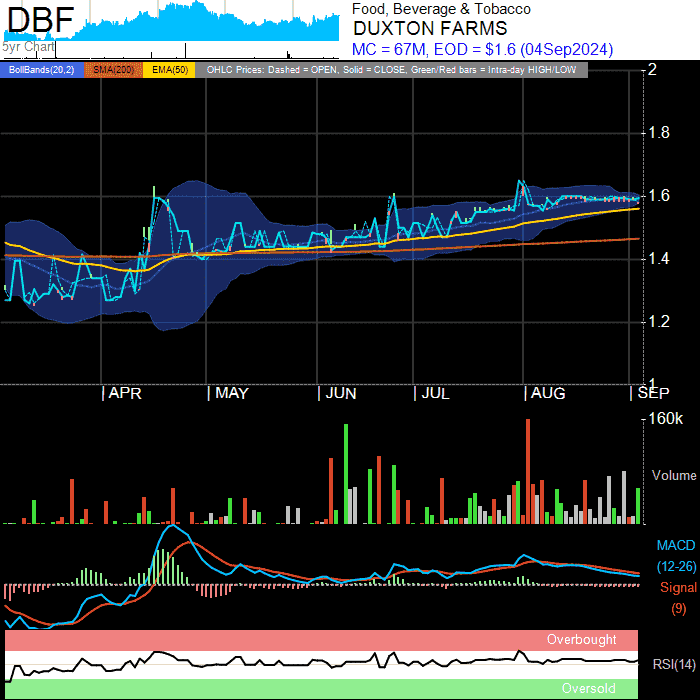 DBF
5yr Chart
Food, Beverage & Tobacco
DUXTON FARMS
MC = 67M, EOD = $1.6 (04Sep2024)
BollBands(20,2) SMA(200) EMA(50) OHLC Prices: Dashed = OPEN, Solid = CLOSE, Green/Red bars = Intra-day HIGH/LOW
2
1.8
1.6
1.4
1.2
1
APR MAY JUN JUL AUG SEP
160k
Volume
MACD
(12-26)
Signal
(9)
Overbought
RSI(14)
Oversold